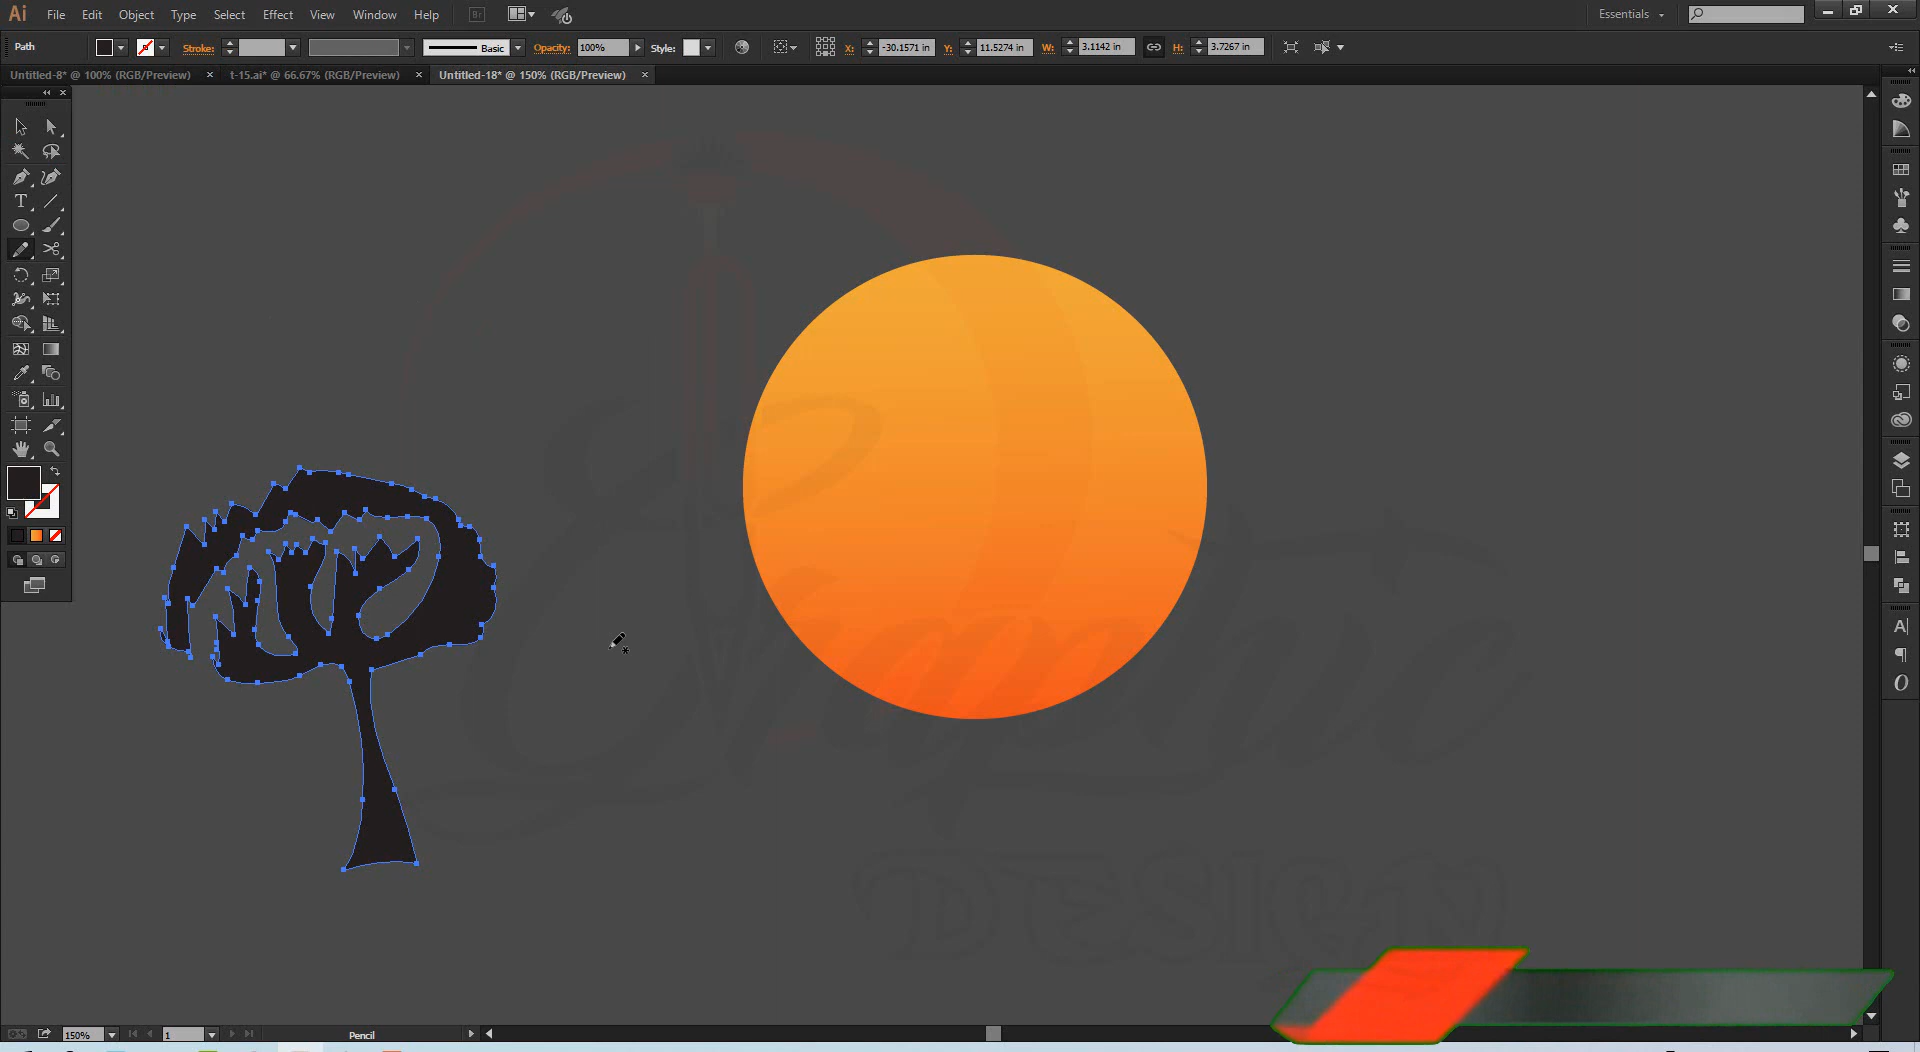 Ai File Edit Object Type Select Effect View Window Help Br Essentials
Path Stroke: Basic Opacity: 100% Style: X: -30.1571 in Y: 11.5274 in W: 3.1142 in H: 3.7267 in
Untitled-8* @ 100% (RGB/Preview) × t-15.ai* @ 66.67% (RGB/Preview) × Untitled-18* @ 150% (RGB/Preview) ×
T
A
O
DESIGN
150% 1 Pencil